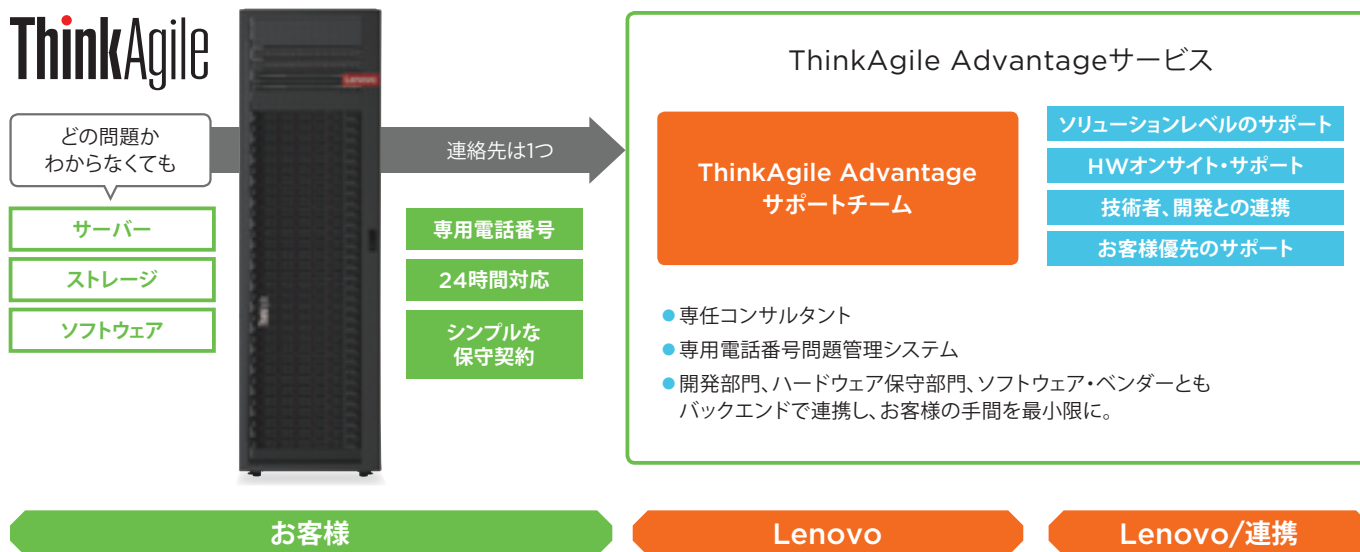 ThinkAgile
どの問題か
わからなくても
サーバー
ストレージ
ソフトウェア
Lenovo
連絡先は1つ
専用電話番号
24時間対応
シンプルな
保守契約
ThinkAgile Advantageサービス
ThinkAgile Advantage
サポートチーム
ソリューションレベルのサポート
HWオンサイト・サポート
技術者、開発との連携
お客様優先のサポート
●専任コンサルタント
●専用電話番号問題管理システム
●開発部門、ハードウェア保守部門、ソフトウェア・ベンダーとも
バックエンドで連携し、お客様の手間を最小限に。
お客様
Lenovo
Lenovo/連携